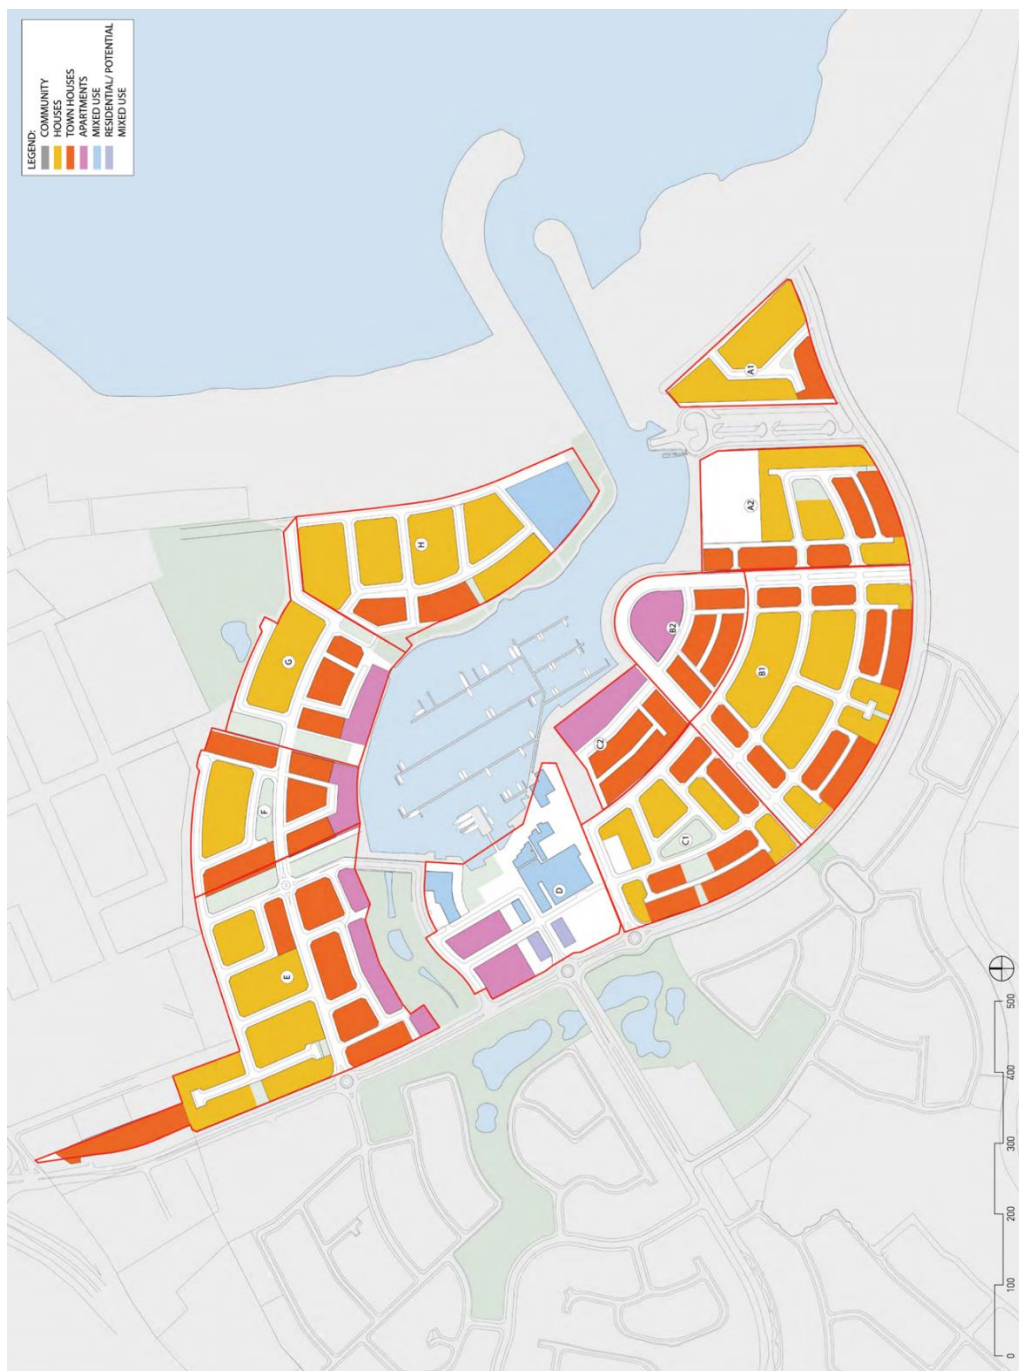 LEGEND:
COMMUNITY
HOUSES
TOWN HOUSES
APARTMENTS
MIXED USE
RESIDENTIAL/ POTENTIAL
MIXED USE
A1
H
A2
B2
G
B1
C2
F
C1
D
E
0
100
200
300
400
500